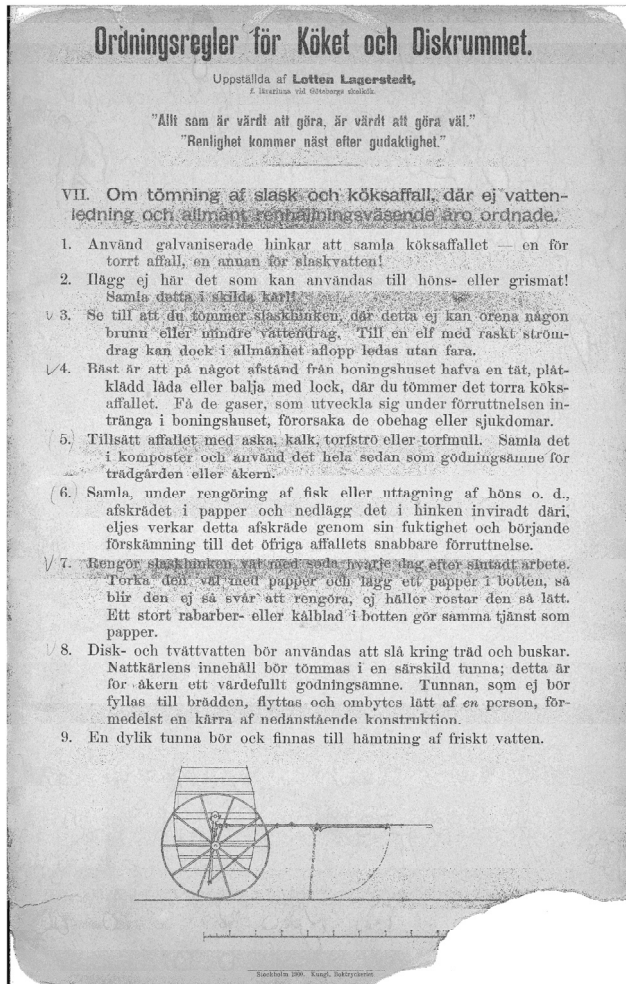 Ordningsregler för Köket och Diskrummet.
Uppställda af Lotten Lagerstedt,
f. lärarinna vid Göteborgs skolkök.
"Allt som är värdt att göra, är värdt att göra väl."
"Renlighet kommer näst efter gudaktighet."
VII. Om tömning af slask och köksaffall, där ej vatten-
ledning och allmänt renhållningsväsende äro ordnade.
1. Använd galvaniserade hinkar att samla köksaffallet — en för
torrt affall, en annan för slaskvatten!
2. Ilägg ej här det som kan användas till höns- eller grismat!
Samla detta i skilda kärl!
3. Se till att du tömmer slaskhinken, där detta ej kan orena någon
brunn eller mindre vattendrag. Till en elf med raskt ström-
drag kan dock i allmänhet aflopp ledas utan fara.
4. Bäst är att på något afstånd från boningshuset hafva en tät, plåt-
klädd låda eller balja med lock, där du tömmer det torra köks-
affallet. Få de gaser, som utveckla sig under förruttnelsen in-
tränga i boningshuset, förorsaka de obehag eller sjukdomar.
5. Tillsätt affallet med aska, kalk, torfströ eller torfmull. Samla det
i komposter och använd det hela sedan som gödningsämne för
trädgården eller åkern.
6. Samla, under rengöring af fisk eller uttagning af höns o. d.,
afskrädet i papper och nedlägg det i hinken inviradt däri,
eljes verkar detta afskräde genom sin fuktighet och börjande
förskämning till det öfriga affallets snabbare förruttnelse.
7. Rengör slaskhinken väl med soda hvarje dag efter slutadt arbete.
Torka den väl med papper och lägg ett papper i botten, så
blir den ej så svår att rengöra, ej häller rostar den så lätt.
Ett stort rabarber- eller kålblad i botten gör samma tjänst som
papper.
8. Disk- och tvättvatten bör användas att slå kring träd och buskar.
Nattkärlens innehåll bör tömmas i en särskild tunna; detta är
för åkern ett värdefullt gödningsämne. Tunnan, som ej bör
fyllas till brädden, flyttas och ombytes lätt af en person, för-
medelst en kärra af nedanstående konstruktion.
9. En dylik tunna bör ock finnas till hämtning af friskt vatten.
Stockholm 1900. Kungl. Boktryckeriet